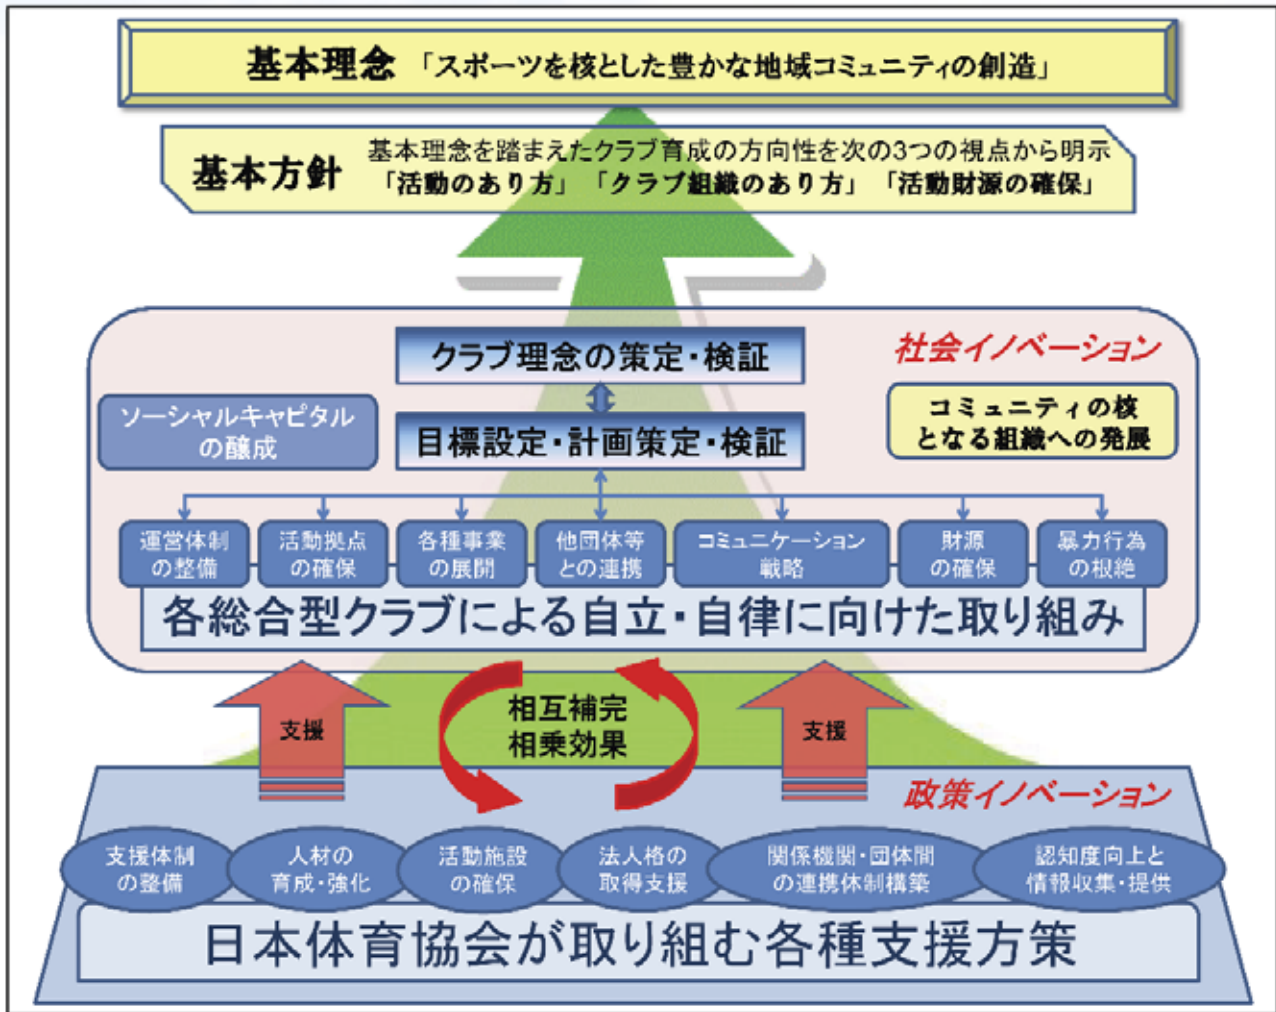 基本理念 「スポーツを核とした豊かな地域コミュニティの創造」
基本方針
基本理念を踏まえたクラブ育成の方向性を次の3つの視点から明示
「活動のあり方」 「クラブ組織のあり方」 「活動財源の確保」
社会イノベーション
クラブ理念の策定・検証
ソーシャルキャピタル
の醸成
目標設定・計画策定・検証
コミュニティの核
となる組織への発展
運営体制
の整備
活動拠点
の確保
各種事業
の展開
他団体等
との連携
コミュニケーション
戦略
財源
の確保
暴力行為
の根絶
各総合型クラブによる自立・自律に向けた取り組み
支援
相互補完
相乗効果
支援
政策イノベーション
支援体制
の整備
人材の
育成・強化
活動施設
の確保
法人格の
取得支援
関係機関・団体間
の連携体制構築
認知度向上と
情報収集・提供
日本体育協会が取り組む各種支援方策